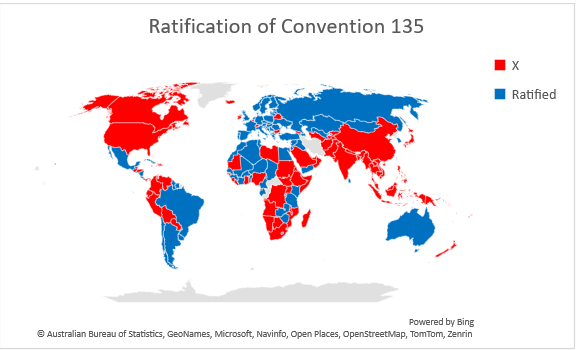 Ratification of Convention 135
X
Ratified
Powered by Bing
© Australian Bureau of Statistics, GeoNames, Microsoft, Navinfo, Open Places, OpenStreetMap, TomTom, Zenrin